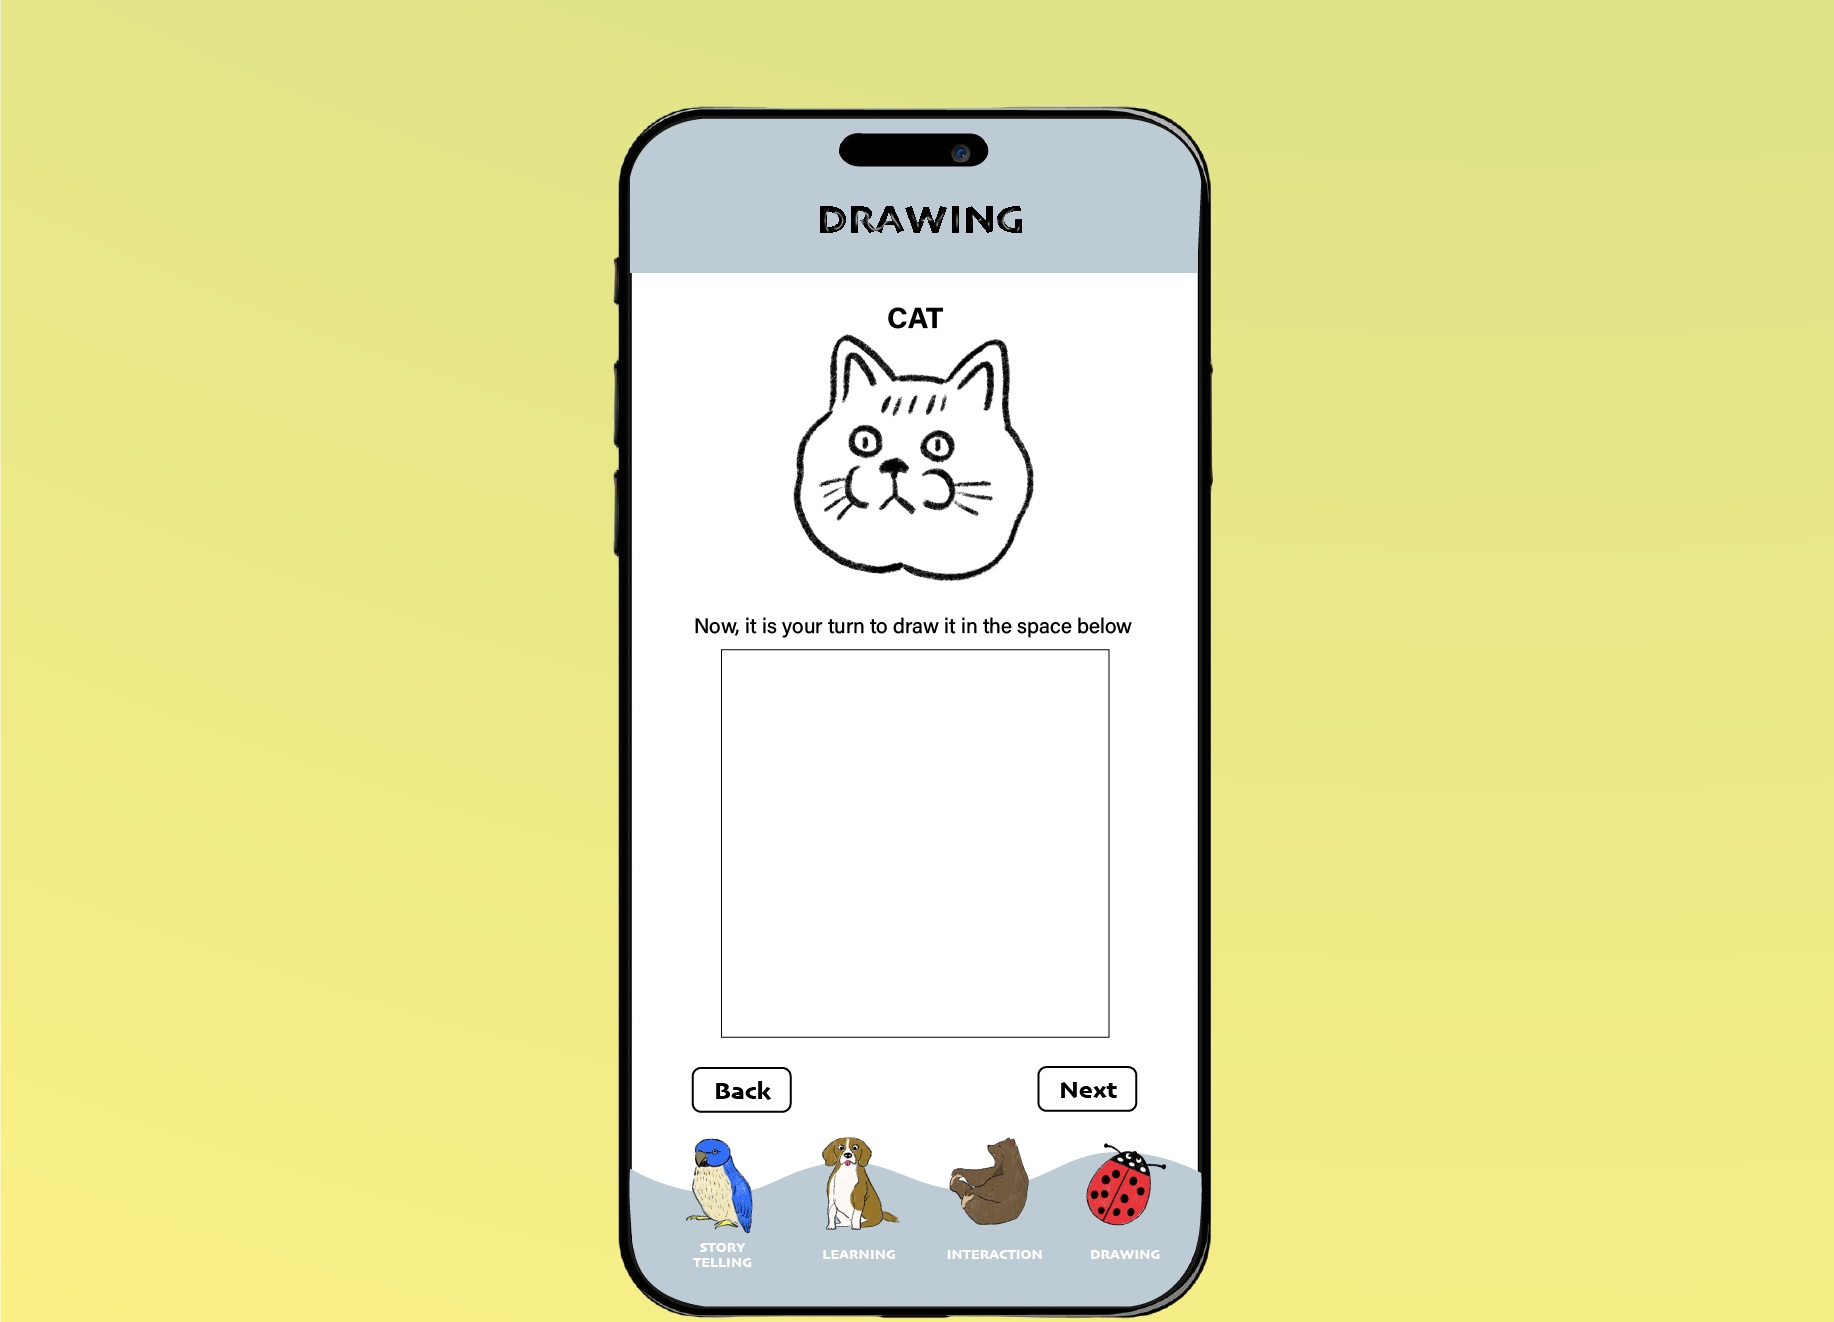 DRAWING
CAT
Now, it is your turn to draw it in the space below
Back
Next
STORY
TELLING
LEARNING
INTERACTION
DRAWING